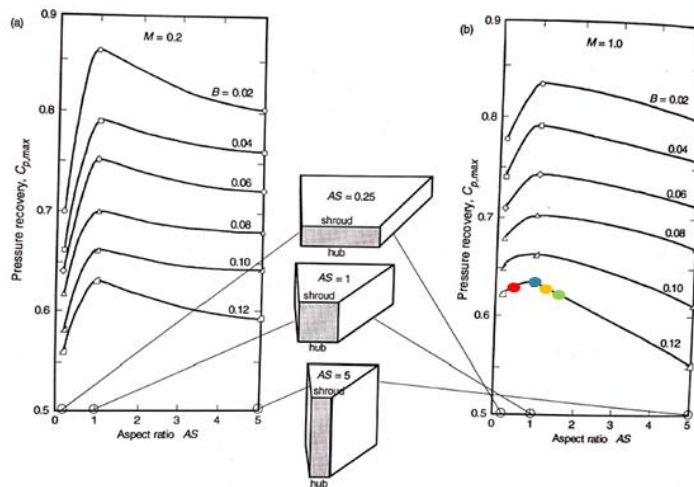 (a)
M = 0.2
Pressure recovery, Cp,max
0.9
0.8
0.7
0.6
0.5
B = 0.02
0.04
0.06
0.08
0.10
0.12
0 1 2 3 4 5
Aspect ratio AS
AS = 0.25
shroud
hub
AS = 1
shroud
hub
AS = 5
shroud
hub
(b)
M = 1.0
Pressure recovery, Cp,max
0.9
0.8
0.7
0.6
0.5
B = 0.02
0.04
0.06
0.08
0.10
0.12
0 1 2 3 4 5
Aspect ratio AS